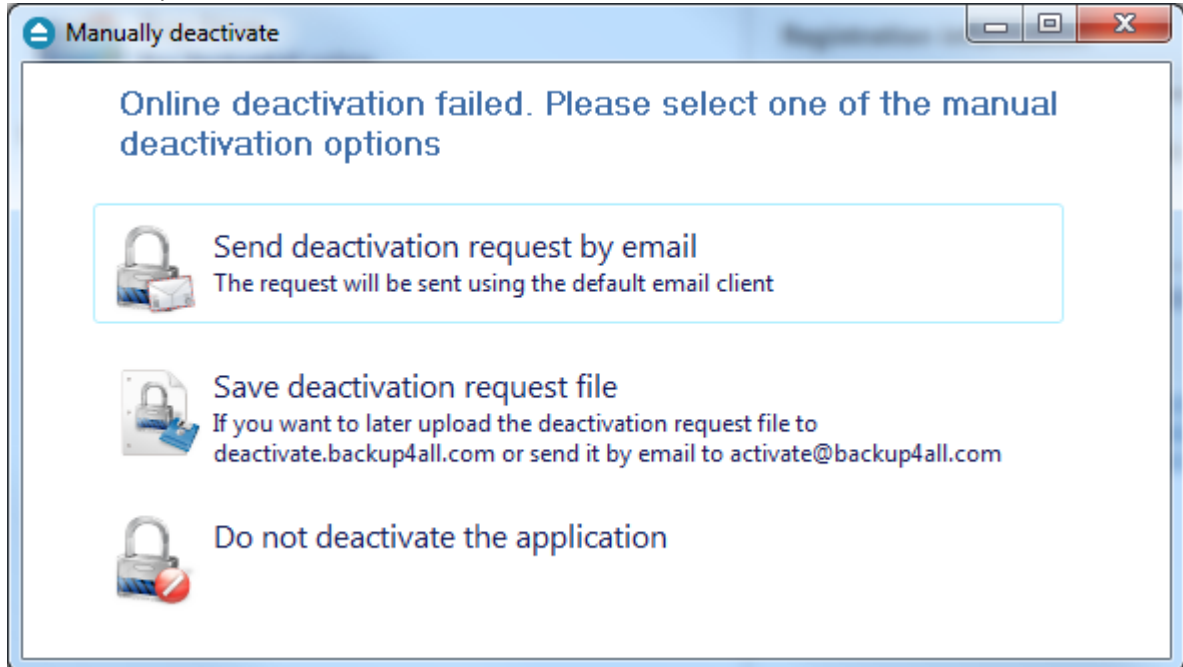 Manually deactivate
Online deactivation failed. Please select one of the manual
deactivation options
Send deactivation request by email
The request will be sent using the default email client
Save deactivation request file
If you want to later upload the deactivation request file to
deactivate.backup4all.com or send it by email to activate@backup4all.com
Do not deactivate the application